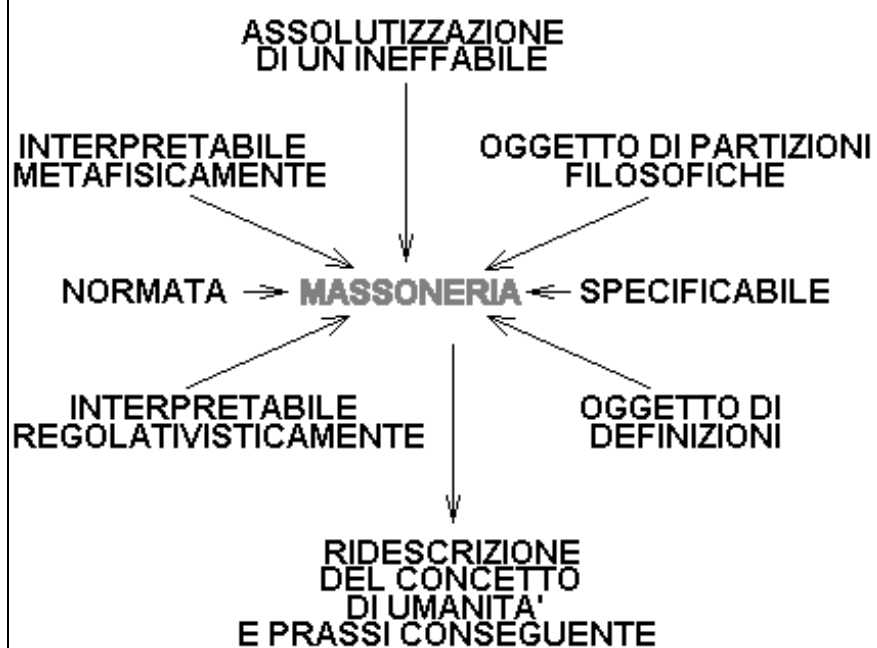 ASSOLUTIZZAZIONE
DI UN INEFFABILE
INTERPRETABILE
METAFISICAMENTE
OGGETTO DI PARTIZIONI
FILOSOFICHE
NORMATA
MASSONERIA
SPECIFICABILE
INTERPRETABILE
REGOLATIVISTICAMENTE
OGGETTO DI
DEFINIZIONI
RIDESCRIZIONE
DEL CONCETTO
DI UMANITA'
E PRASSI CONSEGUENTE